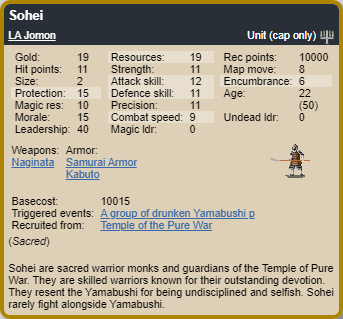 Sohei
LA Jomon Unit (cap only)
Gold: 19 Resources: 19 Rec points: 10000
Hit points: 11 Strength: 11 Map move: 8
Size: 2 Attack skill: 12 Encumbrance: 6
Protection: 15 Defence skill: 11 Age: 22
Magic res: 10 Precision: 11 (50)
Morale: 15 Combat speed: 9 Undead ldr: 0
Leadership: 40 Magic ldr: 0
Weapons: Armor:
Naginata Samurai Armor
Kabuto
Basecost: 10015
Triggered events: A group of drunken Yamabushi p
Recruited from: Temple of the Pure War
(Sacred)
Sohei are sacred warrior monks and guardians of the Temple of Pure
War. They are skilled warriors known for their outstanding devotion.
They resent the Yamabushi for being undisciplined and selfish. Sohei
rarely fight alongside Yamabushi.